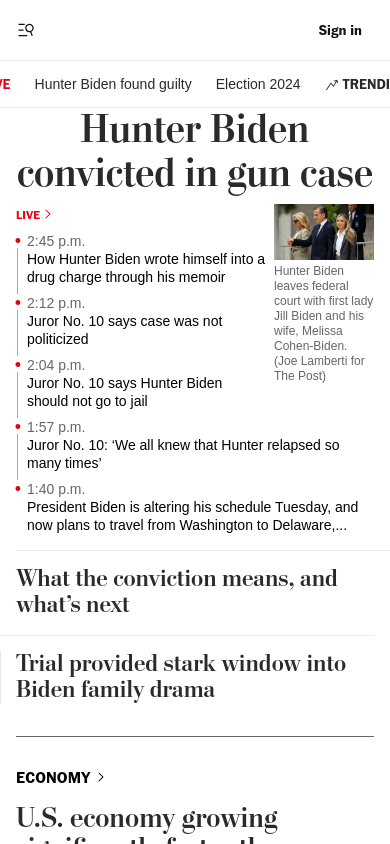 Sign in
Hunter Biden found guilty
Election 2024
Hunter Biden
convicted in gun case
LIVE
2:45 p.m.
How Hunter Biden wrote himself into a
drug charge through his memoir
2:12 p.m.
Juror No. 10 says case was not
politicized
2:04 p.m.
Juror No. 10 says Hunter Biden
should not go to jail
1:57 p.m.
Juror No. 10: ‘We all knew that Hunter relapsed so
many times’
1:40 p.m.
President Biden is altering his schedule Tuesday, and
now plans to travel from Washington to Delaware,...
Hunter Biden
leaves federal
court with first lady
Jill Biden and his
wife, Melissa
Cohen-Biden.
(Joe Lamberti for
The Post)
What the conviction means, and
what’s next
Trial provided stark window into
Biden family drama
ECONOMY
U.S. economy growing